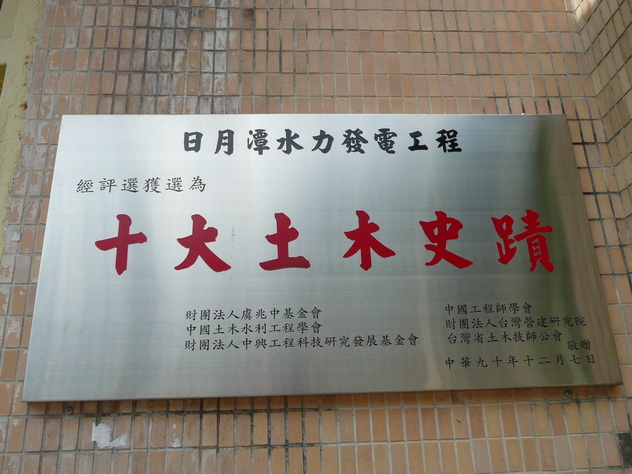 日月潭水力發電工程
經評選獲選為
十大土木史蹟
財團法人虞兆中基金會
中國土木水利工程學會
財團法人中興工程科技研究發展基金會
中國工程師學會
財團法人台灣營建研究院
台灣省土木技師公會
敬贈
中華九十年十二月七日